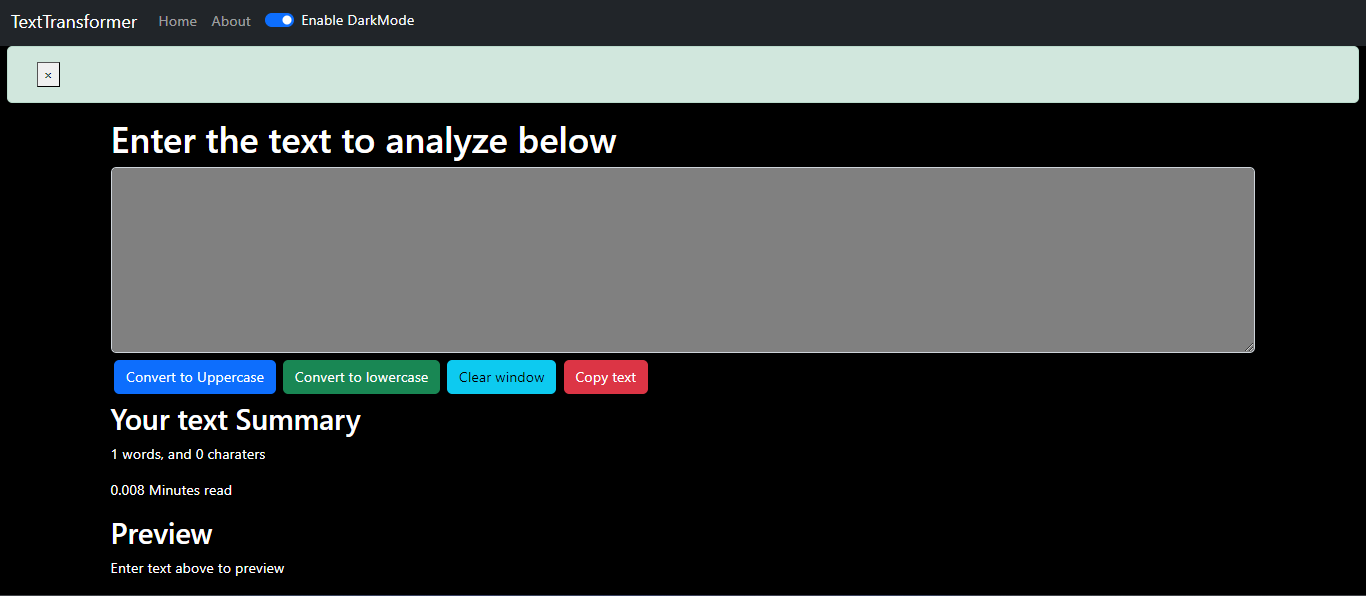 TextTransformer Home About Enable DarkMode
×
Enter the text to analyze below
Convert to Uppercase Convert to lowercase Clear window Copy text
Your text Summary
1 words, and 0 charaters
0.008 Minutes read
Preview
Enter text above to preview